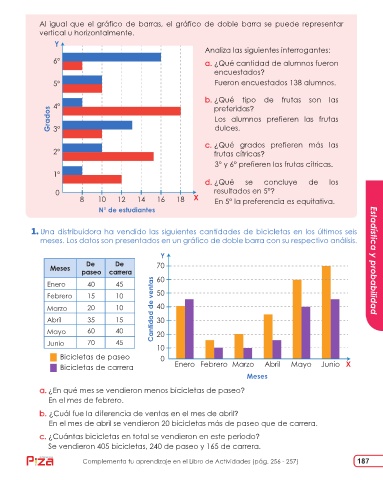 Al igual que el gráfico de barras, el gráfico de doble barra se puede representar
vertical u horizontalmente.
Y
Grados
6º
5º
4º
3º
2º
1º
0
8 10 12 14 16 18 X
N° de estudiantes
Analiza las siguientes interrogantes:
a. ¿Qué cantidad de alumnos fueron
encuestados?
Fueron encuestados 138 alumnos.
b. ¿Qué tipo de frutas son las
preferidas?
Los alumnos prefieren las frutas
dulces.
c. ¿Qué grados prefieren más las
frutas cítricas?
3º y 6º prefieren las frutas cítricas.
d. ¿Qué se concluye de los
resultados en 5º?
En 5º la preferencia es equitativa.
Estadística y probabilidad
1. Una distribuidora ha vendido las siguientes cantidades de bicicletas en los últimos seis
meses. Los datos son presentados en un gráfico de doble barra con su respectivo análisis.
Meses De paseo De carrera
Enero 40 45
Febrero 15 10
Marzo 20 10
Abril 35 15
Mayo 60 40
Junio 70 45
Bicicletas de paseo
Bicicletas de carrera
Y
Cantidad de ventas
70
60
50
40
30
20
10
0
Enero Febrero Marzo Abril Mayo Junio X
Meses
a. ¿En qué mes se vendieron menos bicicletas de paseo?
En el mes de febrero.
b. ¿Cuál fue la diferencia de ventas en el mes de abril?
En el mes de abril se vendieron 20 bicicletas más de paseo que de carrera.
c. ¿Cuántas bicicletas en total se vendieron en este periodo?
Se vendieron 405 bicicletas, 240 de paseo y 165 de carrera.
Complementa tu aprendizaje en el Libro de Actividades (pág. 256 - 257)
187